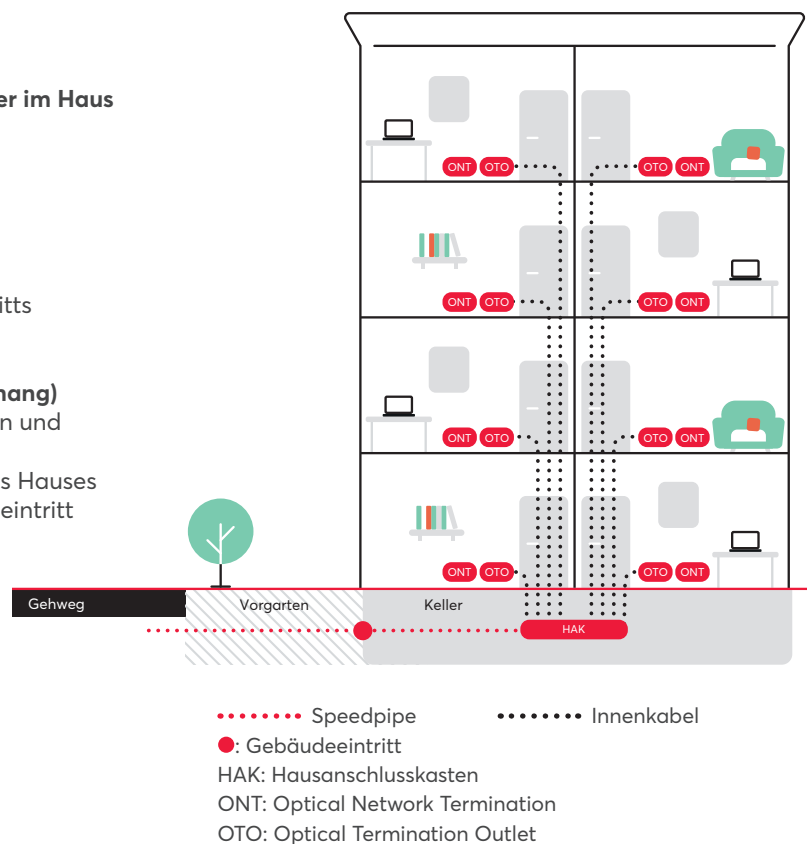 er im Haus
itts
nang)
n und
s Hauses
eintritt
ONT OTO OTO ONT
ONT OTO OTO ONT
ONT OTO OTO ONT
ONT OTO OTO ONT
Gehweg Vorgarten Keller
HAK
Speedpipe Innenkabel
: Gebäudeeintritt
HAK: Hausanschlusskasten
ONT: Optical Network Termination
OTO: Optical Termination Outlet